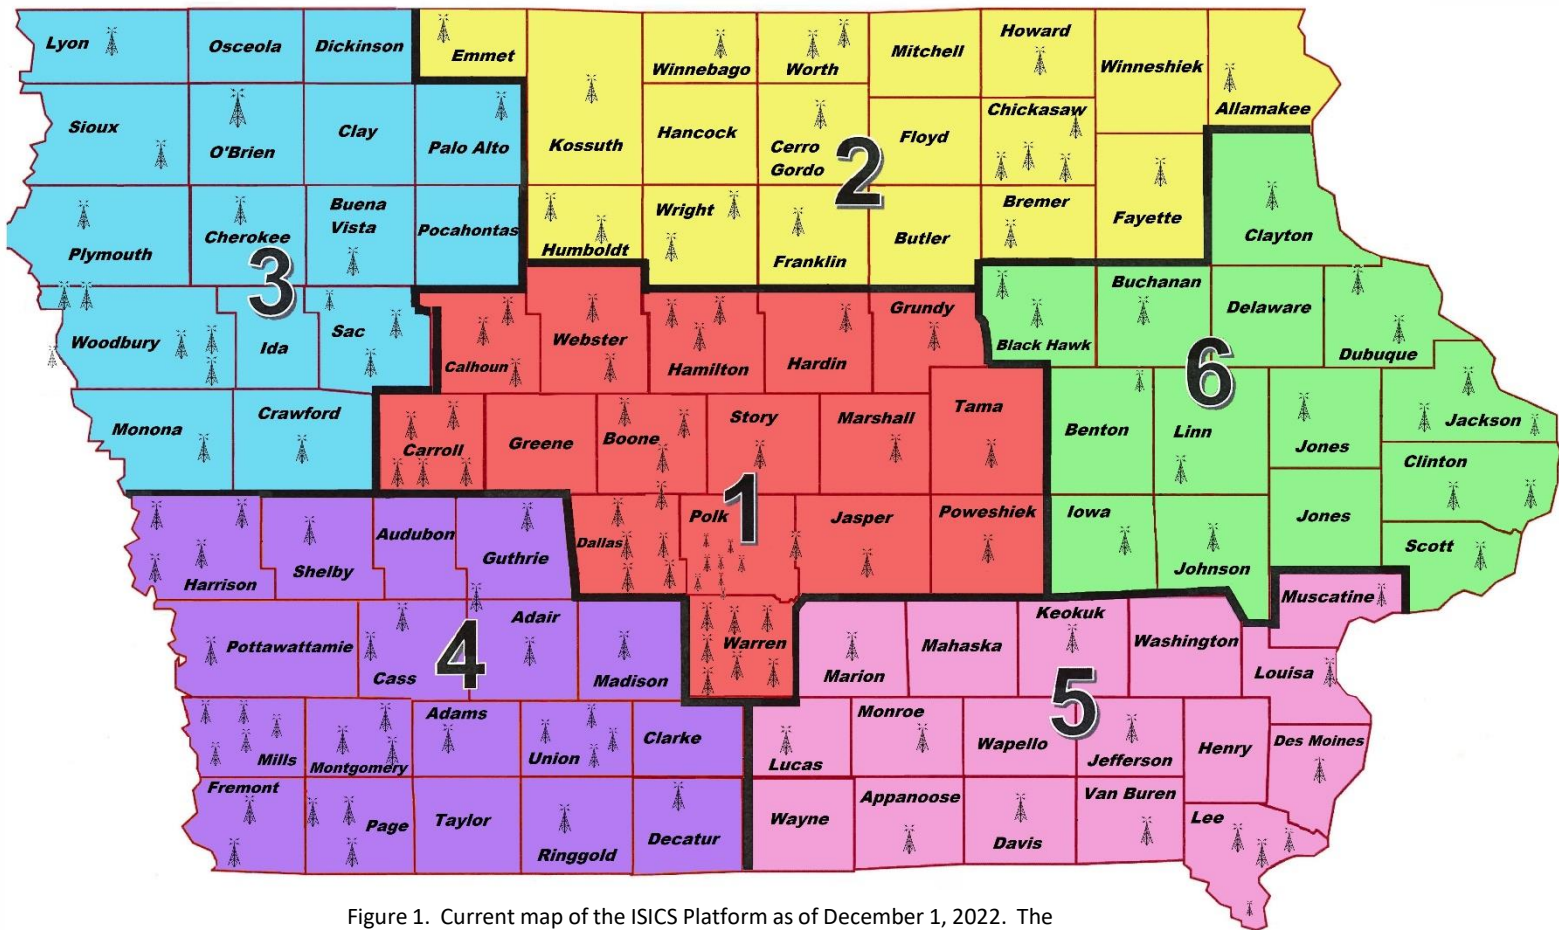 Lyon
Osceola
Dickinson
Emmet
Winnebago
Worth
Mitchell
Howard
Winneshiek
Allamakee
Sioux
O'Brien
Clay
Palo Alto
Kossuth
Hancock
Cerro
Gordo
Floyd
Chickasaw
2
Plymouth
Cherokee
Buena
Vista
Pocahontas
Humboldt
Wright
Franklin
Butler
Bremer
Fayette
Clayton
3
Woodbury
Ida
Sac
Calhoun
Webster
Hamilton
Hardin
Grundy
Black Hawk
Buchanan
Delaware
Dubuque
6
Monona
Crawford
Carroll
Greene
Boone
Story
Marshall
Tama
Benton
Linn
Jones
Jackson
Clinton
1
Harrison
Shelby
Audubon
Guthrie
Dallas
Polk
Jasper
Poweshiek
Iowa
Johnson
Jones
Scott
Muscatine
Pottawattamie
Cass
4
Adair
Madison
Warren
Marion
Mahaska
Keokuk
Washington
Louisa
5
Mills
Montgomery
Adams
Union
Clarke
Lucas
Monroe
Wapello
Jefferson
Henry
Des Moines
Fremont
Page
Taylor
Ringgold
Decatur
Wayne
Appanoose
Davis
Van Buren
Lee
Figure 1. Current map of the ISICS Platform as of December 1, 2022. The